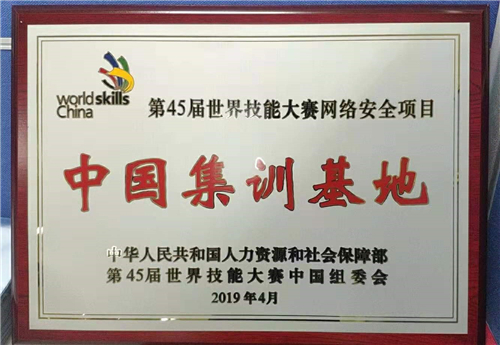 worldskills
China
第45届世界技能大赛网络安全项目
中国集训基地
中华人民共和国人力资源和社会保障部
第45届世界技能大赛中国组委会
2019年4月